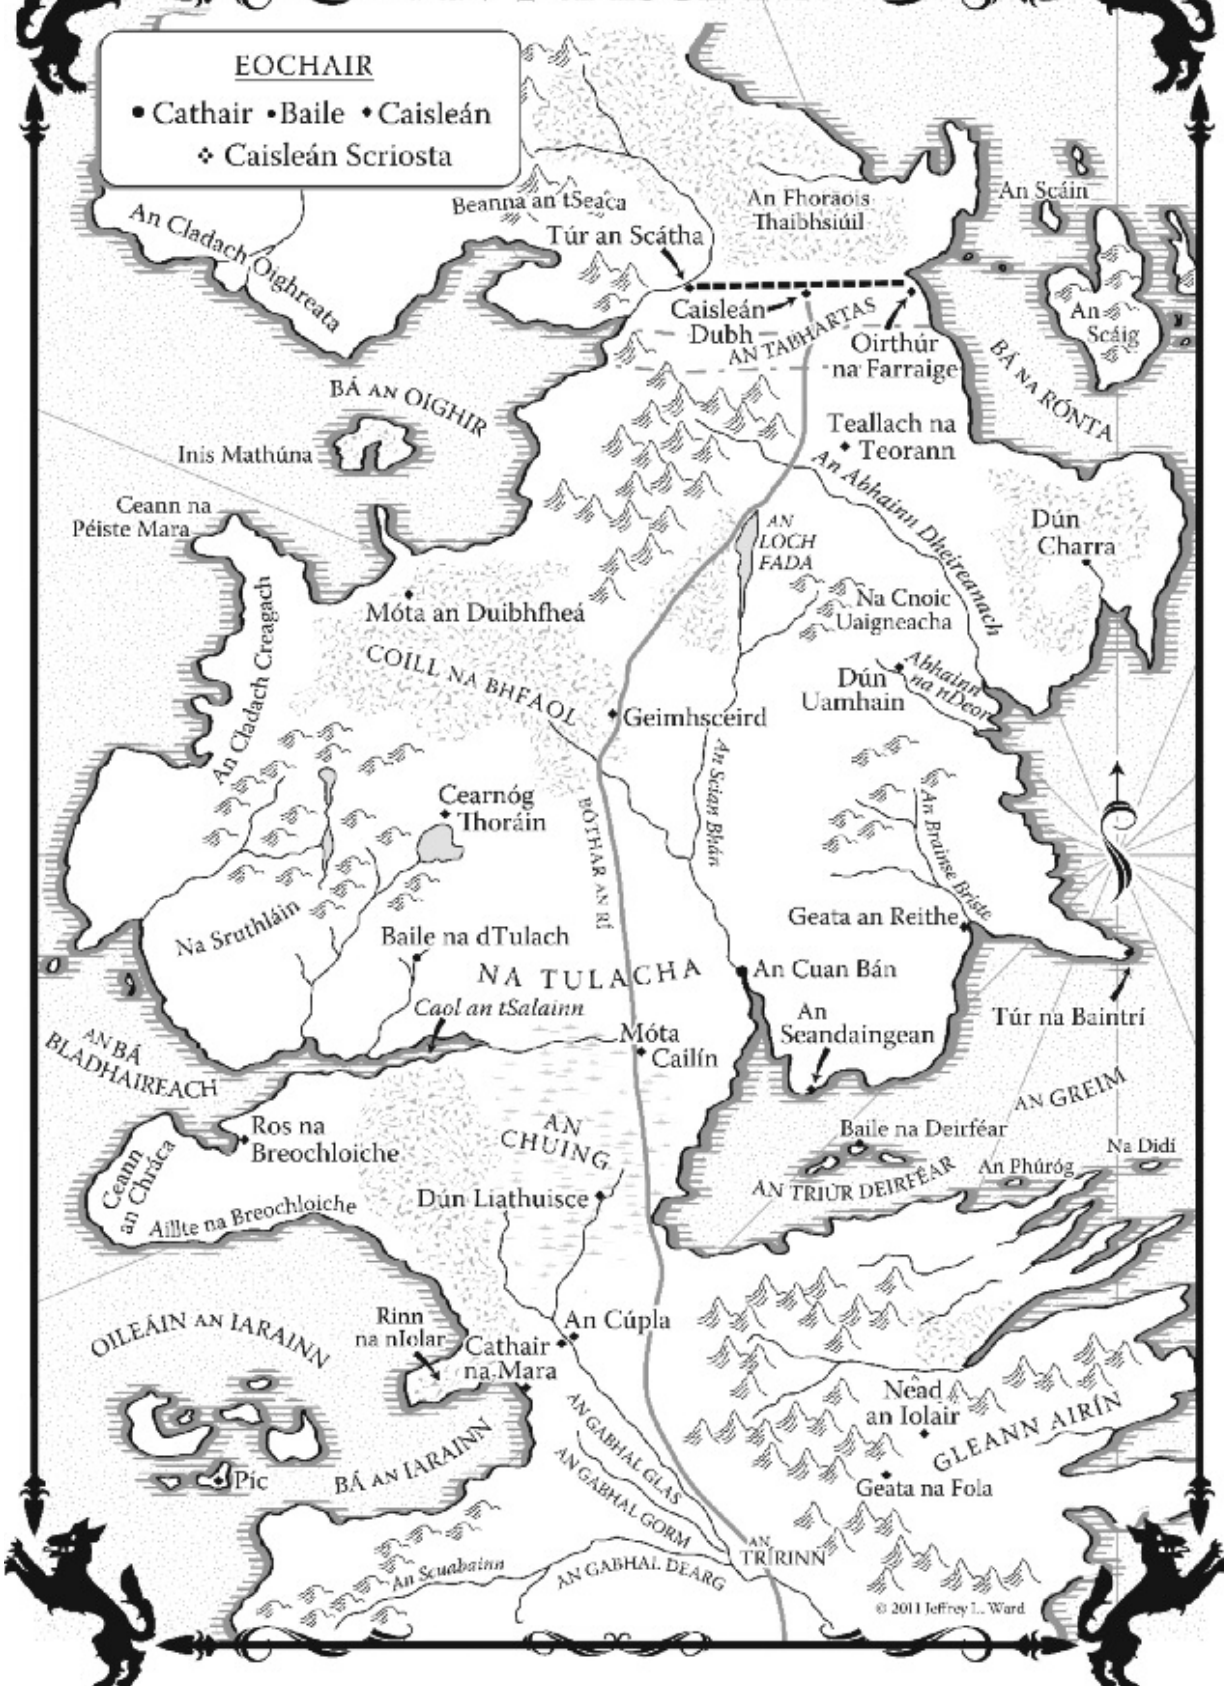 EOCHAIR
• Cathair • Baile ◆ Caisleán
Caisleán Scriosta
An Cladach Oighreata
Beanna an tSeaca
Túr an Scátha
An Fhoraois
Thaibhsiúil
An Scáin
An
Scáig
Caisleán
Dubh
AN TABHARTAS
Oirthúr
na Farraige
BÁ NA RÓNTA
BÁ AN OIGHIR
Inis Mathúna
Teallach na
Teorann
An Abhainn Dheireanach
Ceann na
Péiste Mara
AN
LOCH
FADA
Dún
Charra
Móta an Duibhfheá
Na Cnoic
Uaigneacha
An Cladach Creagach
COILL NA BHFAOL
Dún
Uamhain
Abhainn
na nDeor
Geimhsceird
An Scian Bhán
Cearnóg
Thoráin
BÓTHAR AN RÍ
An Brainse Briste
Na Sruthláin
Baile na dTulach
NA TULACHA
Geata an Reithe
An Cuan Bán
Caol an tSalainn
An
Seandaingean
Túr na Baintrí
AN BÁ
BLADHAIREACH
Móta
Cailín
AN GREIM
Ros na
Breochloiche
AN
CHUING
Baile na Deirféar
Na Didí
Ceann
an Chráca
Aillte na Breochloiche
Dún Liathuisce
AN TRIÚR DEIRFÉAR
An Phúróg
OILEÁIN AN IARAINN
Rinn
na nIolar
An Cúpla
Cathair
na Mara
Néad
an Iolair
GLEANN AIRÍN
Pic
BÁ AN IARAINN
AN GABHAL GLAS
AN GABHAL GORM
AN GABHAL DEARG
Geata na Fola
An Scuabainn
AN
TRÍRINN
© 2011 Jeffrey L. Ward